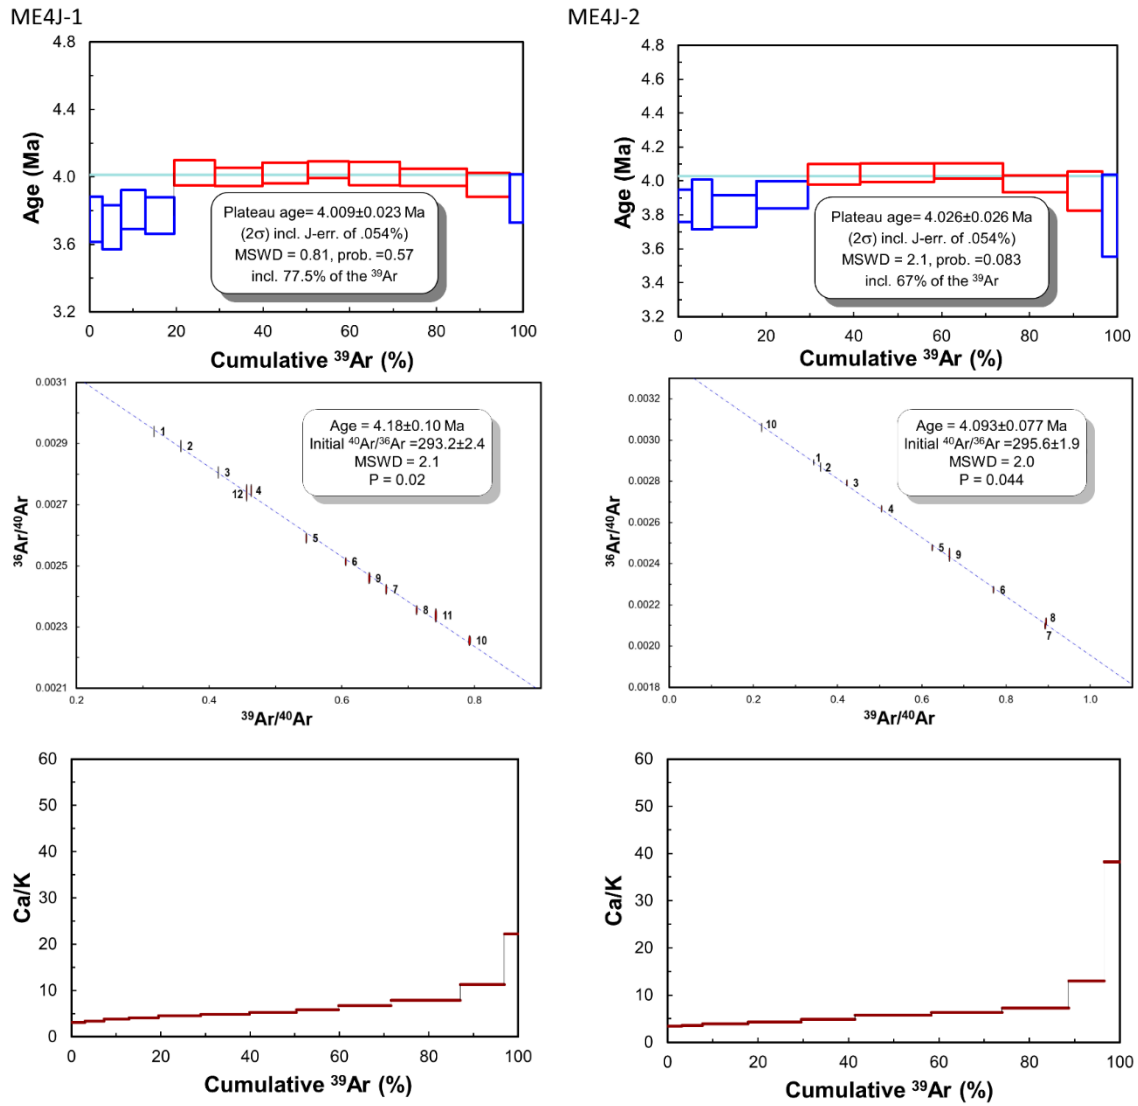 ME4J-1
4.8
4.4
4.0
3.6
3.2
Age (Ma)
Plateau age= 4.009±0.023 Ma
(2σ) incl. J-err. of .054%)
MSWD = 0.81, prob. =0.57
incl. 77.5% of the ³⁹Ar
0 20 40 60 80 100
Cumulative ³⁹Ar (%)
ME4J-2
4.8
4.4
4.0
3.6
3.2
Age (Ma)
Plateau age= 4.026±0.026 Ma
(2σ) incl. J-err. of .054%)
MSWD = 2.1, prob. =0.083
incl. 67% of the ³⁹Ar
0 20 40 60 80 100
Cumulative ³⁹Ar (%)
0.0031
0.0029
0.0027
0.0025
0.0023
0.0021
³⁶Ar/⁴⁰Ar
Age = 4.18±0.10 Ma
Initial ⁴⁰Ar/³⁶Ar =293.2±2.4
MSWD = 2.1
P = 0.02
1
2
3
12 4
5
6
9
7
8 11
10
0.2 0.4 0.6 0.8
³⁹Ar/⁴⁰Ar
0.0032
0.0030
0.0028
0.0026
0.0024
0.0022
0.0020
0.0018
³⁶Ar/⁴⁰Ar
Age = 4.093±0.077 Ma
Initial ⁴⁰Ar/³⁶Ar =295.6±1.9
MSWD = 2.0
P = 0.044
10
1
2
3
4
5 9
6
8
7
0.0 0.2 0.4 0.6 0.8 1.0
³⁹Ar/⁴⁰Ar
60
50
40
30
20
10
0
Ca/K
0 20 40 60 80 100
Cumulative ³⁹Ar (%)
60
50
40
30
20
10
0
Ca/K
0 20 40 60 80 100
Cumulative ³⁹Ar (%)